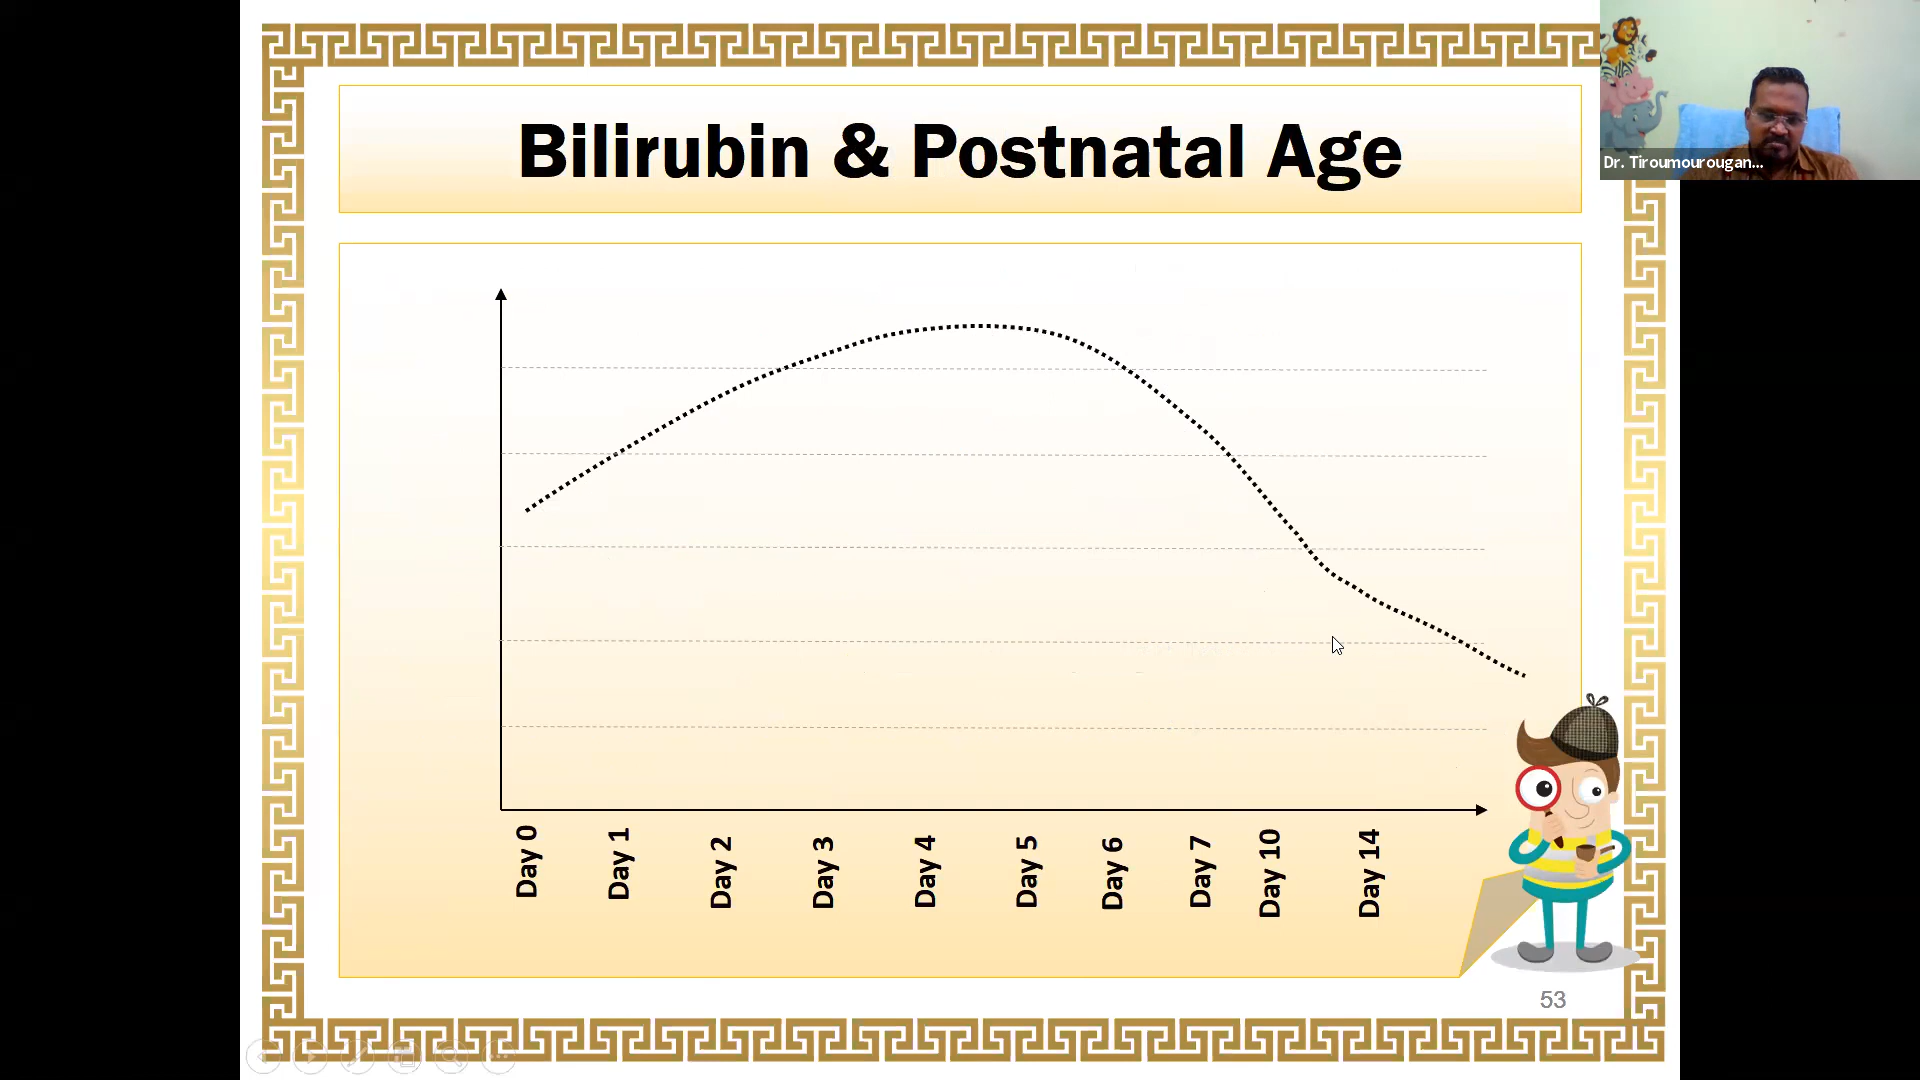 Bilirubin & Postnatal Age
Dr. Tiroumourougan...
Day 0
Day 1
Day 2
Day 3
Day 4
Day 5
Day 6
Day 7
Day 10
Day 14
53